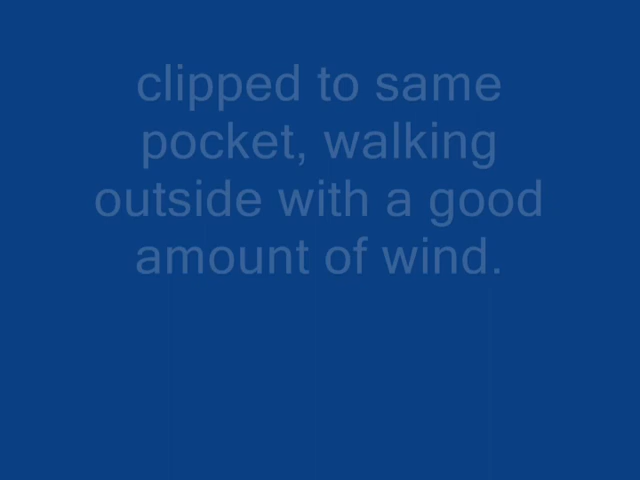 clipped to same
pocket, walking
outside with a good
amount of wind.